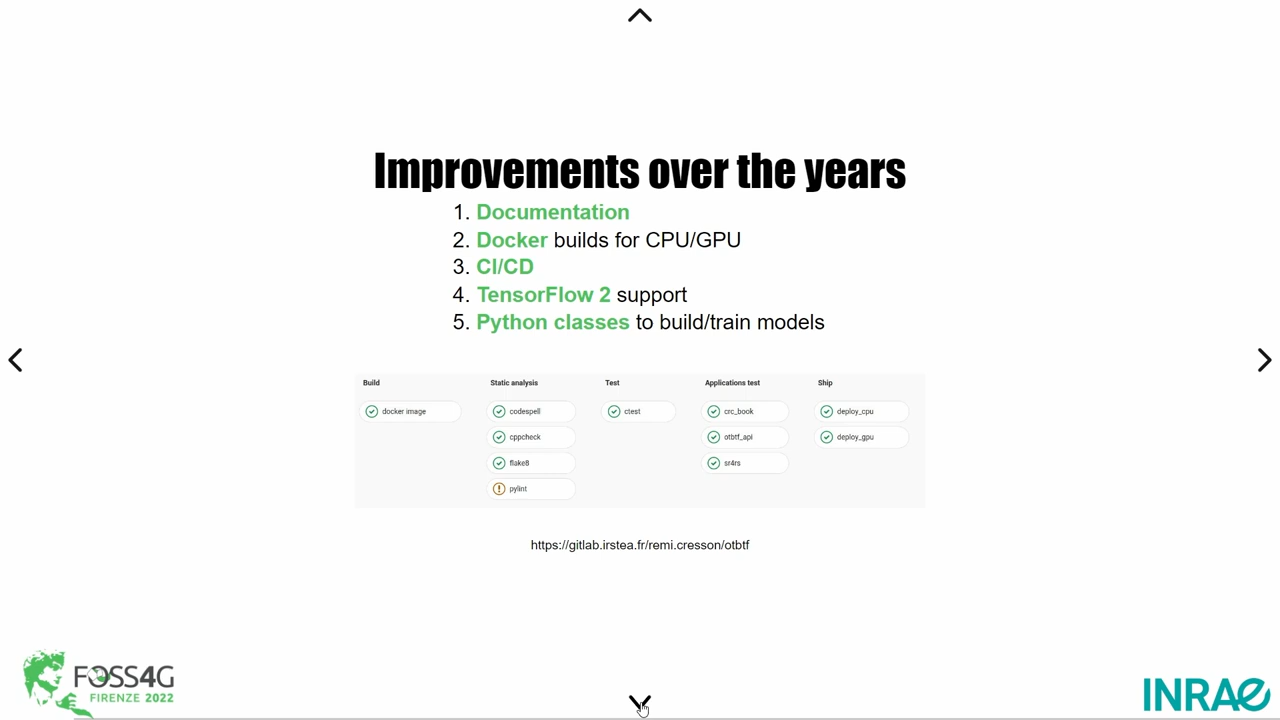 Improvements over the years
1. Documentation
2. Docker builds for CPU/GPU
3. CI/CD
4. TensorFlow 2 support
5. Python classes to build/train models
Build
docker image
Static analysis
codespell
cppcheck
flake8
pylint
Test
ctest
Applications test
crc_book
otbtf_api
sr4rs
Ship
deploy_cpu
deploy_gpu
https://gitlab.irstea.fr/remi.cresson/otbtf
FOSS4G
FIRENZE 2022
INRAE